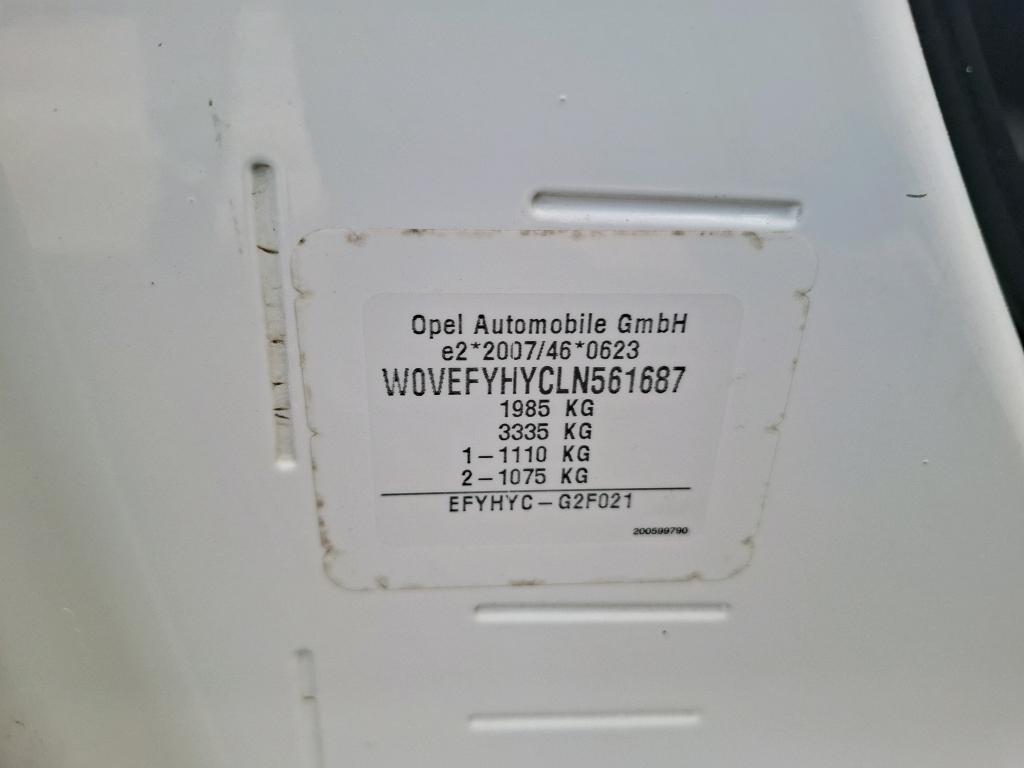 Opel Automobile GmbH
e2*2007/46*0623
W0VEFYHYCLN561687
1985 KG
3335 KG
1-1110 KG
2-1075 KG
EFYHYC-G2F021
200599790